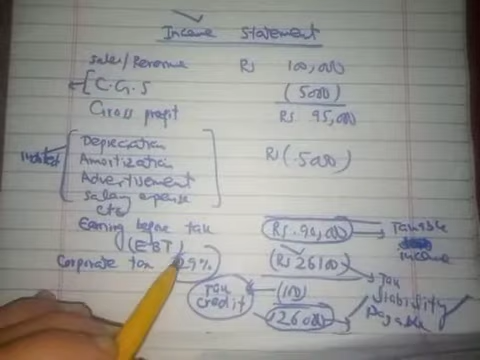 Income Statement
Sales/Revenue Rs 100,000
C.G.S (5000)
Gross profit Rs. 95,000
Depreciation
Amortization Rs (5000)
Advertisement
Salary expense
etc
Earning before tax Rs. 90,000 Taxable
(EBT) income
Corporate tax 29% (Rs 26100 Tax
Tax (100) liability
credit 26000 Payable